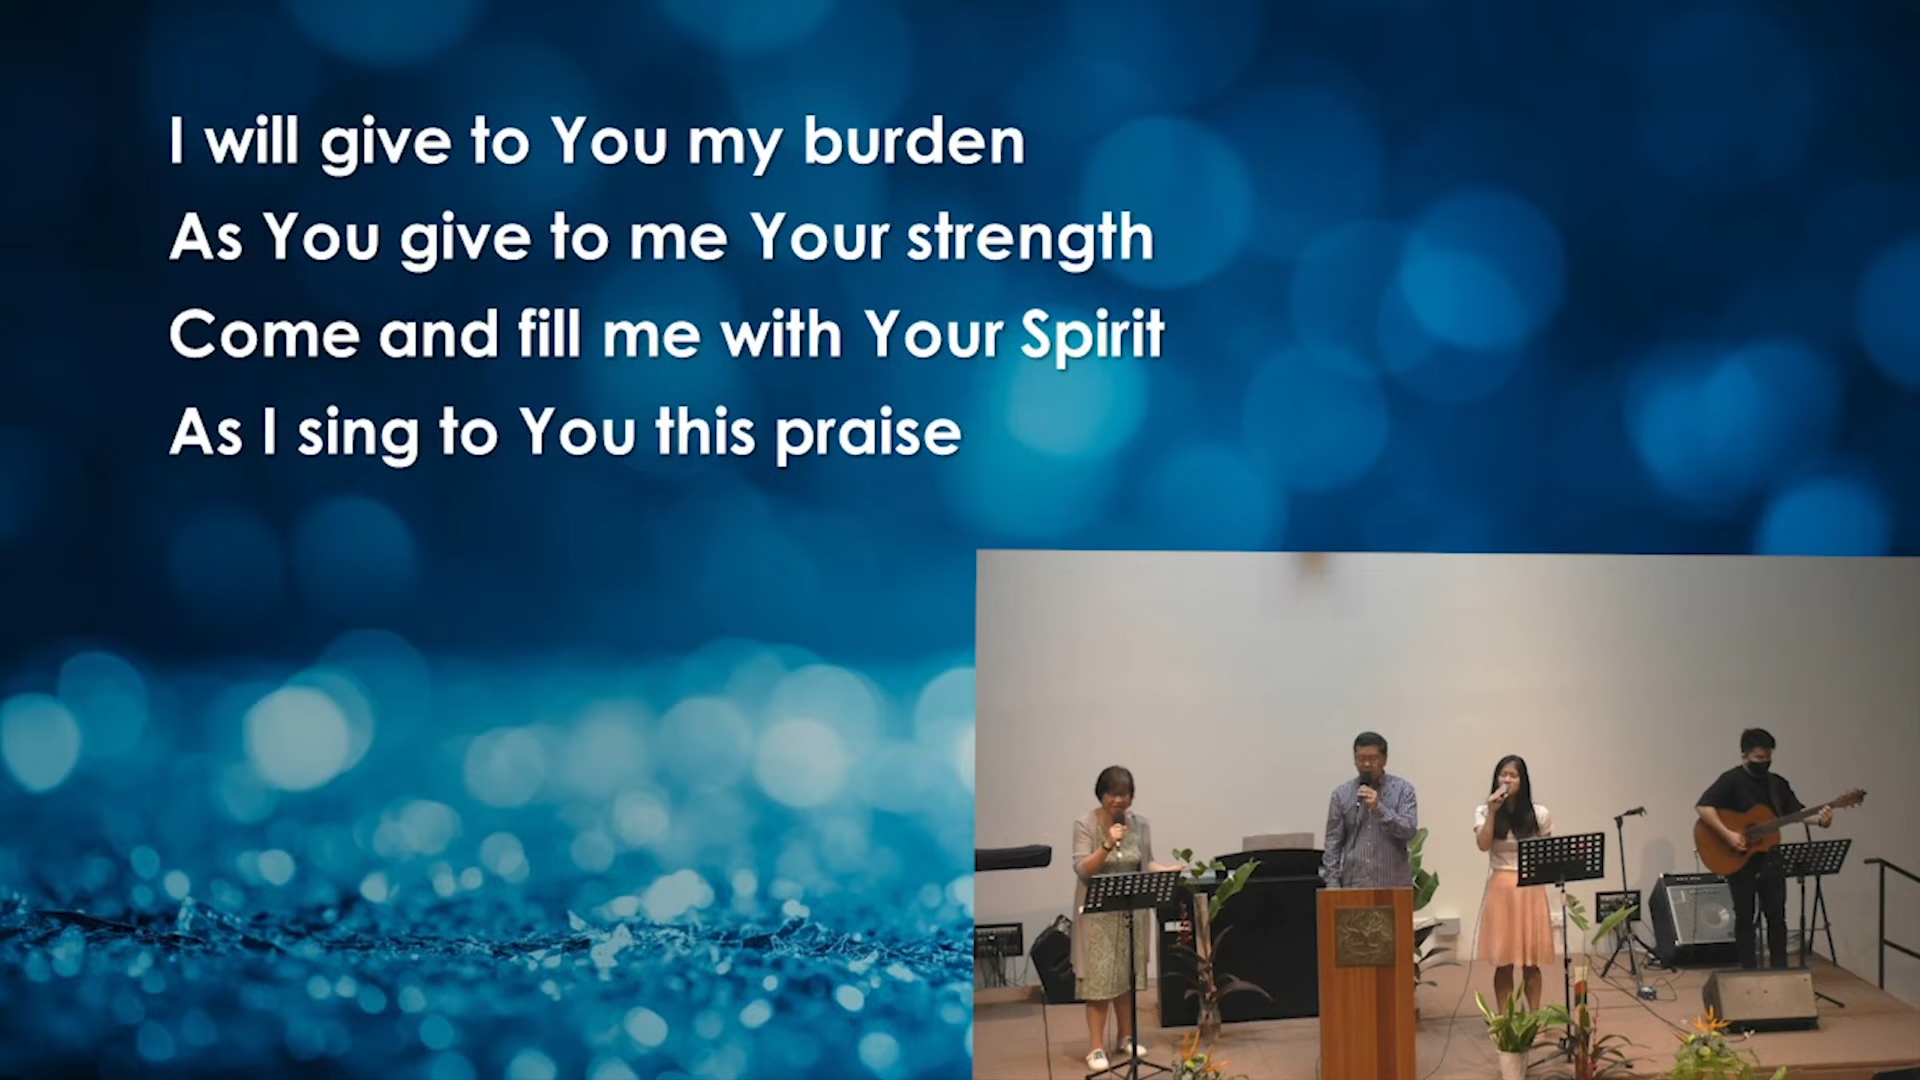 I will give to You my burden
As You give to me Your strength
Come and fill me with Your Spirit
As I sing to You this praise